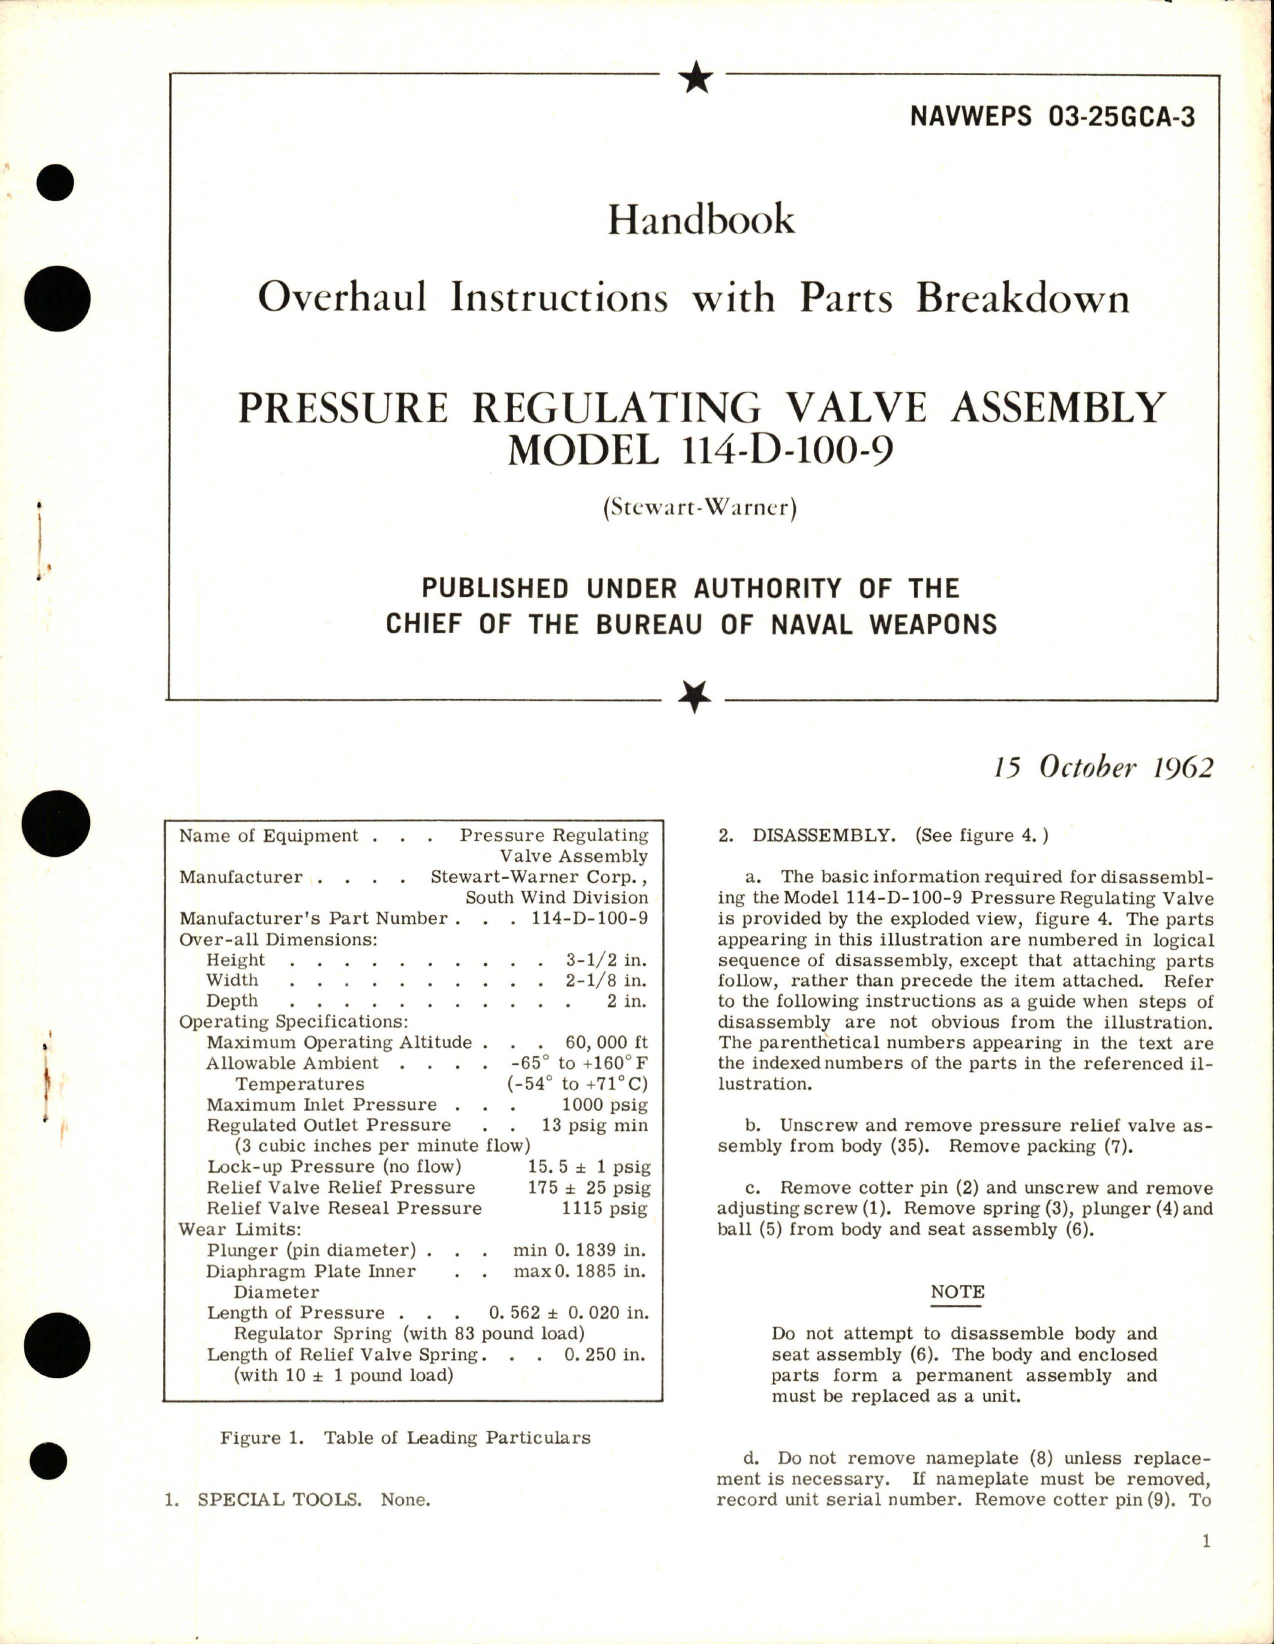 NAVWEPS 03-25GCA-3
Handbook
Overhaul Instructions with Parts Breakdown
PRESSURE REGULATING VALVE ASSEMBLY
MODEL 114-D-100-9
(Stewart-Warner)
PUBLISHED UNDER AUTHORITY OF THE
CHIEF OF THE BUREAU OF NAVAL WEAPONS
15 October 1962
Name of Equipment . . . Pressure Regulating
Valve Assembly
Manufacturer . . . . Stewart-Warner Corp.,
South Wind Division
Manufacturer's Part Number . . . 114-D-100-9
Over-all Dimensions:
Height . . . . . . . . . . 3-1/2 in.
Width . . . . . . . . . . . 2-1/8 in.
Depth . . . . . . . . . . . 2 in.
Operating Specifications:
Maximum Operating Altitude . . . 60,000 ft
Allowable Ambient . . . . -65° to +160°F
Temperatures (-54° to +71°C)
Maximum Inlet Pressure . . . 1000 psig
Regulated Outlet Pressure . . 13 psig min
(3 cubic inches per minute flow)
Lock-up Pressure (no flow) 15.5 ± 1 psig
Relief Valve Relief Pressure 175 ± 25 psig
Relief Valve Reseal Pressure 1115 psig
Wear Limits:
Plunger (pin diameter) . . . min 0.1839 in.
Diaphragm Plate Inner . . max 0.1885 in.
Diameter
Length of Pressure . . . 0.562 ± 0.020 in.
Regulator Spring (with 83 pound load)
Length of Relief Valve Spring . . . 0.250 in.
(with 10 ± 1 pound load)
Figure 1. Table of Leading Particulars
1. SPECIAL TOOLS. None.
2. DISASSEMBLY. (See figure 4.)
a. The basic information required for disassembl-
ing the Model 114-D-100-9 Pressure Regulating Valve
is provided by the exploded view, figure 4. The parts
appearing in this illustration are numbered in logical
sequence of disassembly, except that attaching parts
follow, rather than precede the item attached. Refer
to the following instructions as a guide when steps of
disassembly are not obvious from the illustration.
The parenthetical numbers appearing in the text are
the indexed numbers of the parts in the referenced il-
lustration.
b. Unscrew and remove pressure relief valve as-
sembly from body (35). Remove packing (7).
c. Remove cotter pin (2) and unscrew and remove
adjusting screw (1). Remove spring (3), plunger (4) and
ball (5) from body and seat assembly (6).
NOTE
Do not attempt to disassemble body and
seat assembly (6). The body and enclosed
parts form a permanent assembly and
must be replaced as a unit.
d. Do not remove nameplate (8) unless replace-
ment is necessary. If nameplate must be removed,
record unit serial number. Remove cotter pin (9). To
1